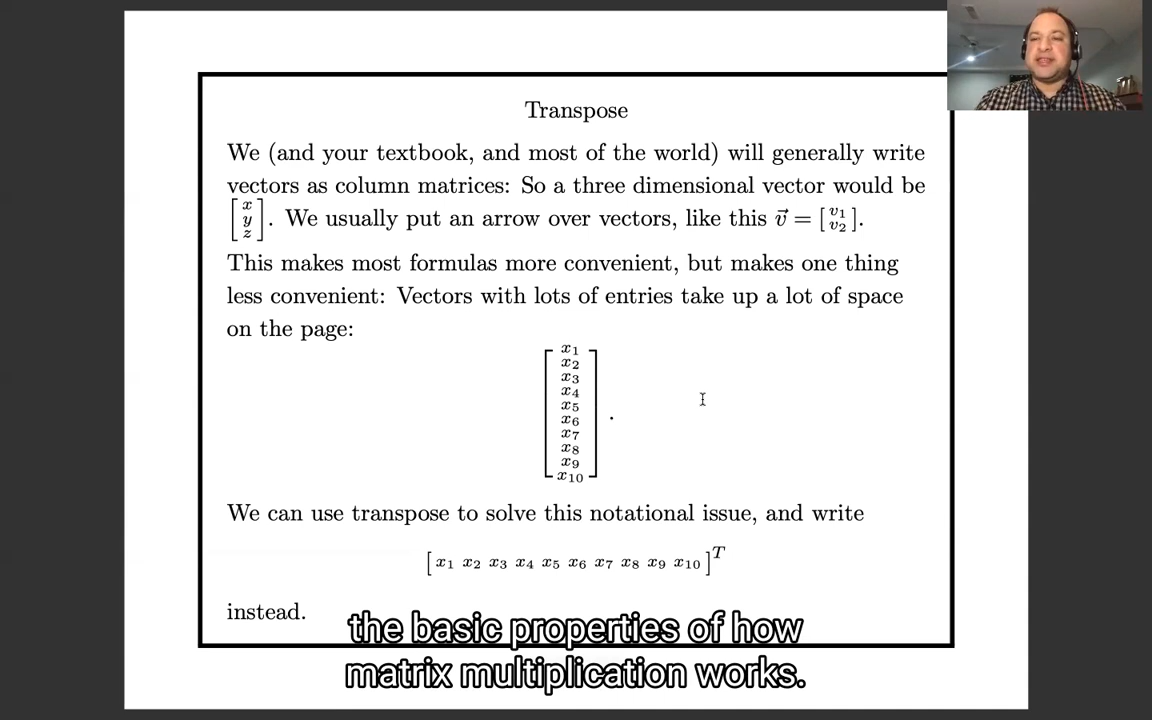 Transpose
We (and your textbook, and most of the world) will generally write
vectors as column matrices: So a three dimensional vector would be
[x y z]. We usually put an arrow over vectors, like this v⃗ = [v₁ v₂].
This makes most formulas more convenient, but makes one thing
less convenient: Vectors with lots of entries take up a lot of space
on the page:
x₁
x₂
x₃
x₄
x₅
x₆
x₇
x₈
x₉
x₁₀
.
We can use transpose to solve this notational issue, and write
[x₁ x₂ x₃ x₄ x₅ x₆ x₇ x₈ x₉ x₁₀]ᵀ
instead.
the basic properties of how
matrix multiplication works.